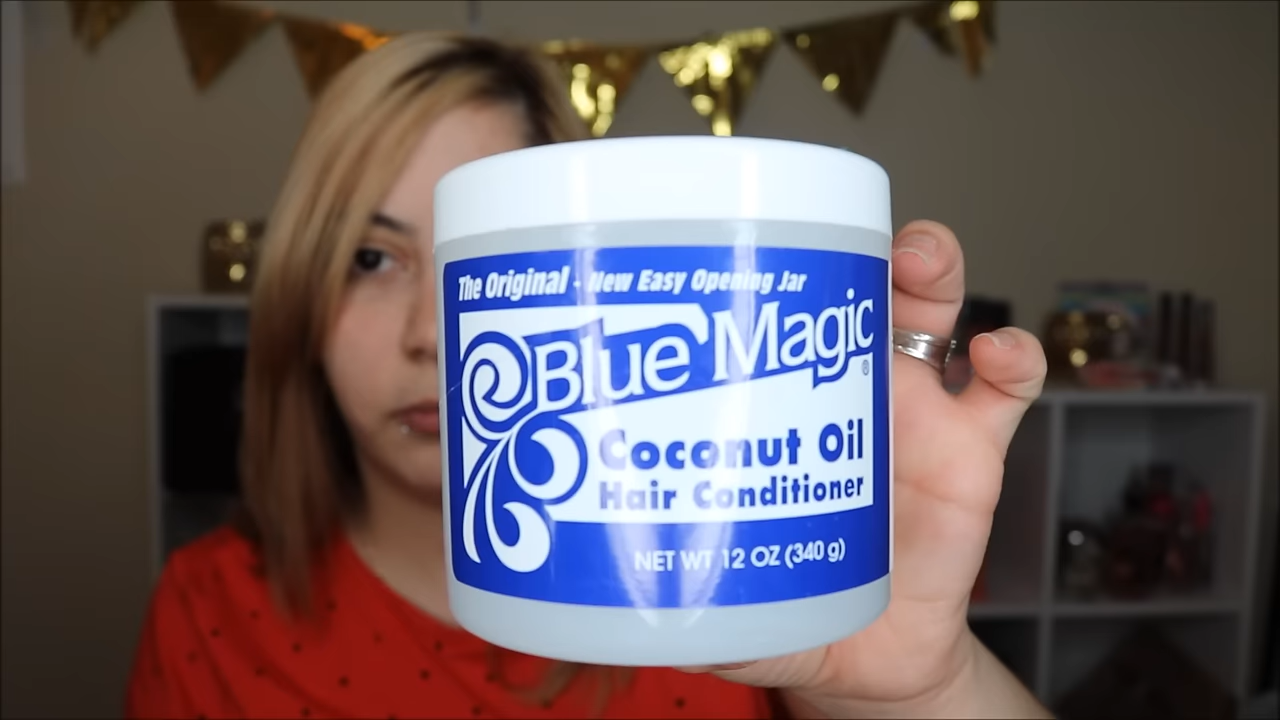 The Original - New Easy Opening Jar
Blue Magic®
Coconut Oil
Hair Conditioner
NET WT 12 OZ (340 g)